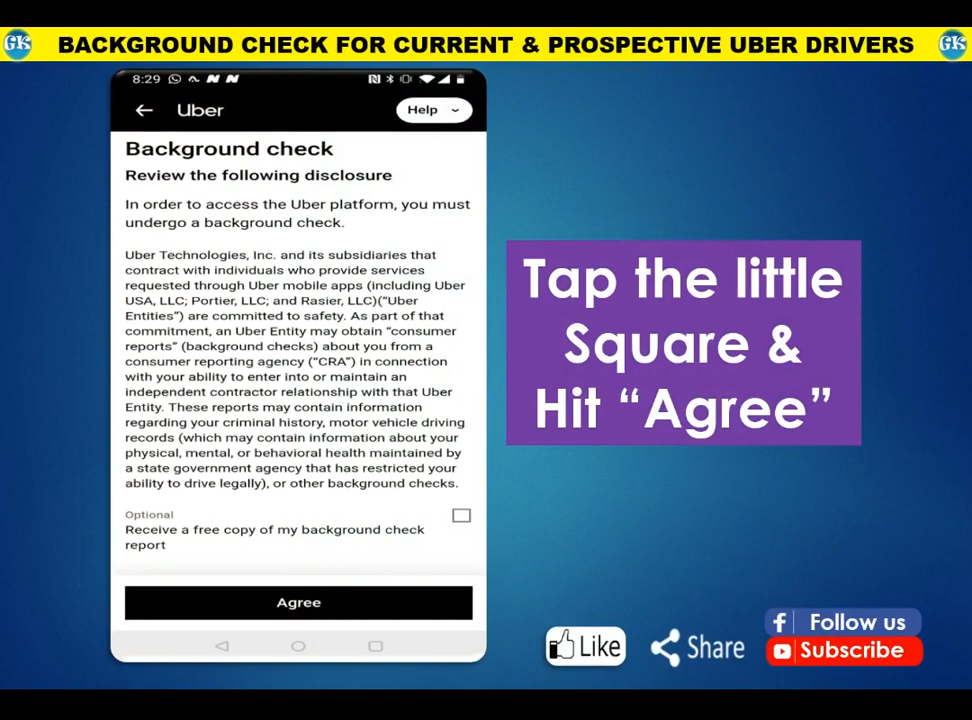 GK BACKGROUND CHECK FOR CURRENT & PROSPECTIVE UBER DRIVERS GK
8:29
Uber
Help
Background check
Review the following disclosure
In order to access the Uber platform, you must
undergo a background check.
Uber Technologies, Inc. and its subsidiaries that
contract with individuals who provide services
requested through Uber mobile apps (including Uber
USA, LLC; Portier, LLC; and Rasier, LLC)(“Uber
Entities”) are committed to safety. As part of that
commitment, an Uber Entity may obtain “consumer
reports” (background checks) about you from a
consumer reporting agency (“CRA”) in connection
with your ability to enter into or maintain an
independent contractor relationship with that Uber
Entity. These reports may contain information
regarding your criminal history, motor vehicle driving
records (which may contain information about your
physical, mental, or behavioral health maintained by
a state government agency that has restricted your
ability to drive legally), or other background checks.
Optional
Receive a free copy of my background check
report
Agree
Tap the little
Square &
Hit “Agree”
Like
Share
f Follow us
Subscribe